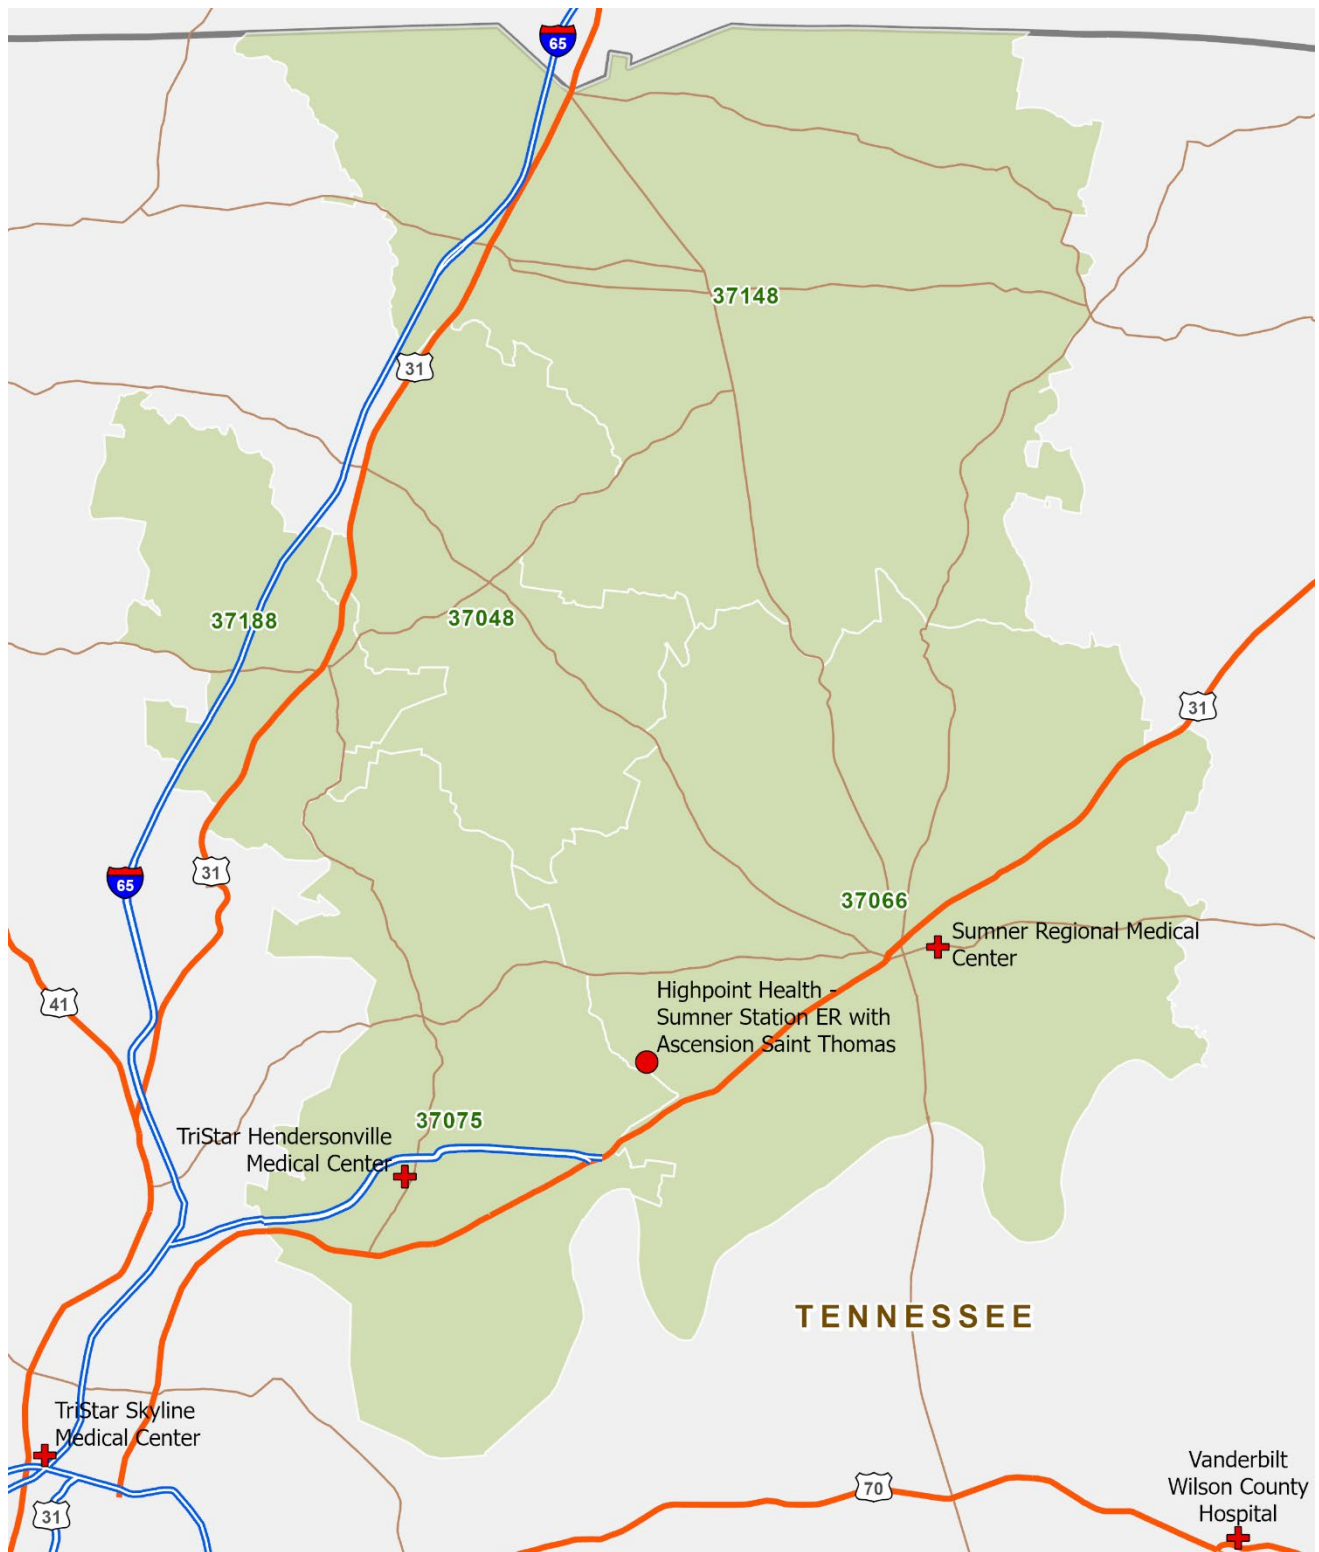 65
37148
31
37188
37048
31
65
31
37066
Sumner Regional Medical
Center
41
Highpoint Health -
Sumner Station ER with
Ascension Saint Thomas
37075
TriStar Hendersonville
Medical Center
TENNESSEE
TriStar Skyline
Medical Center
31
70
Vanderbilt
Wilson County
Hospital